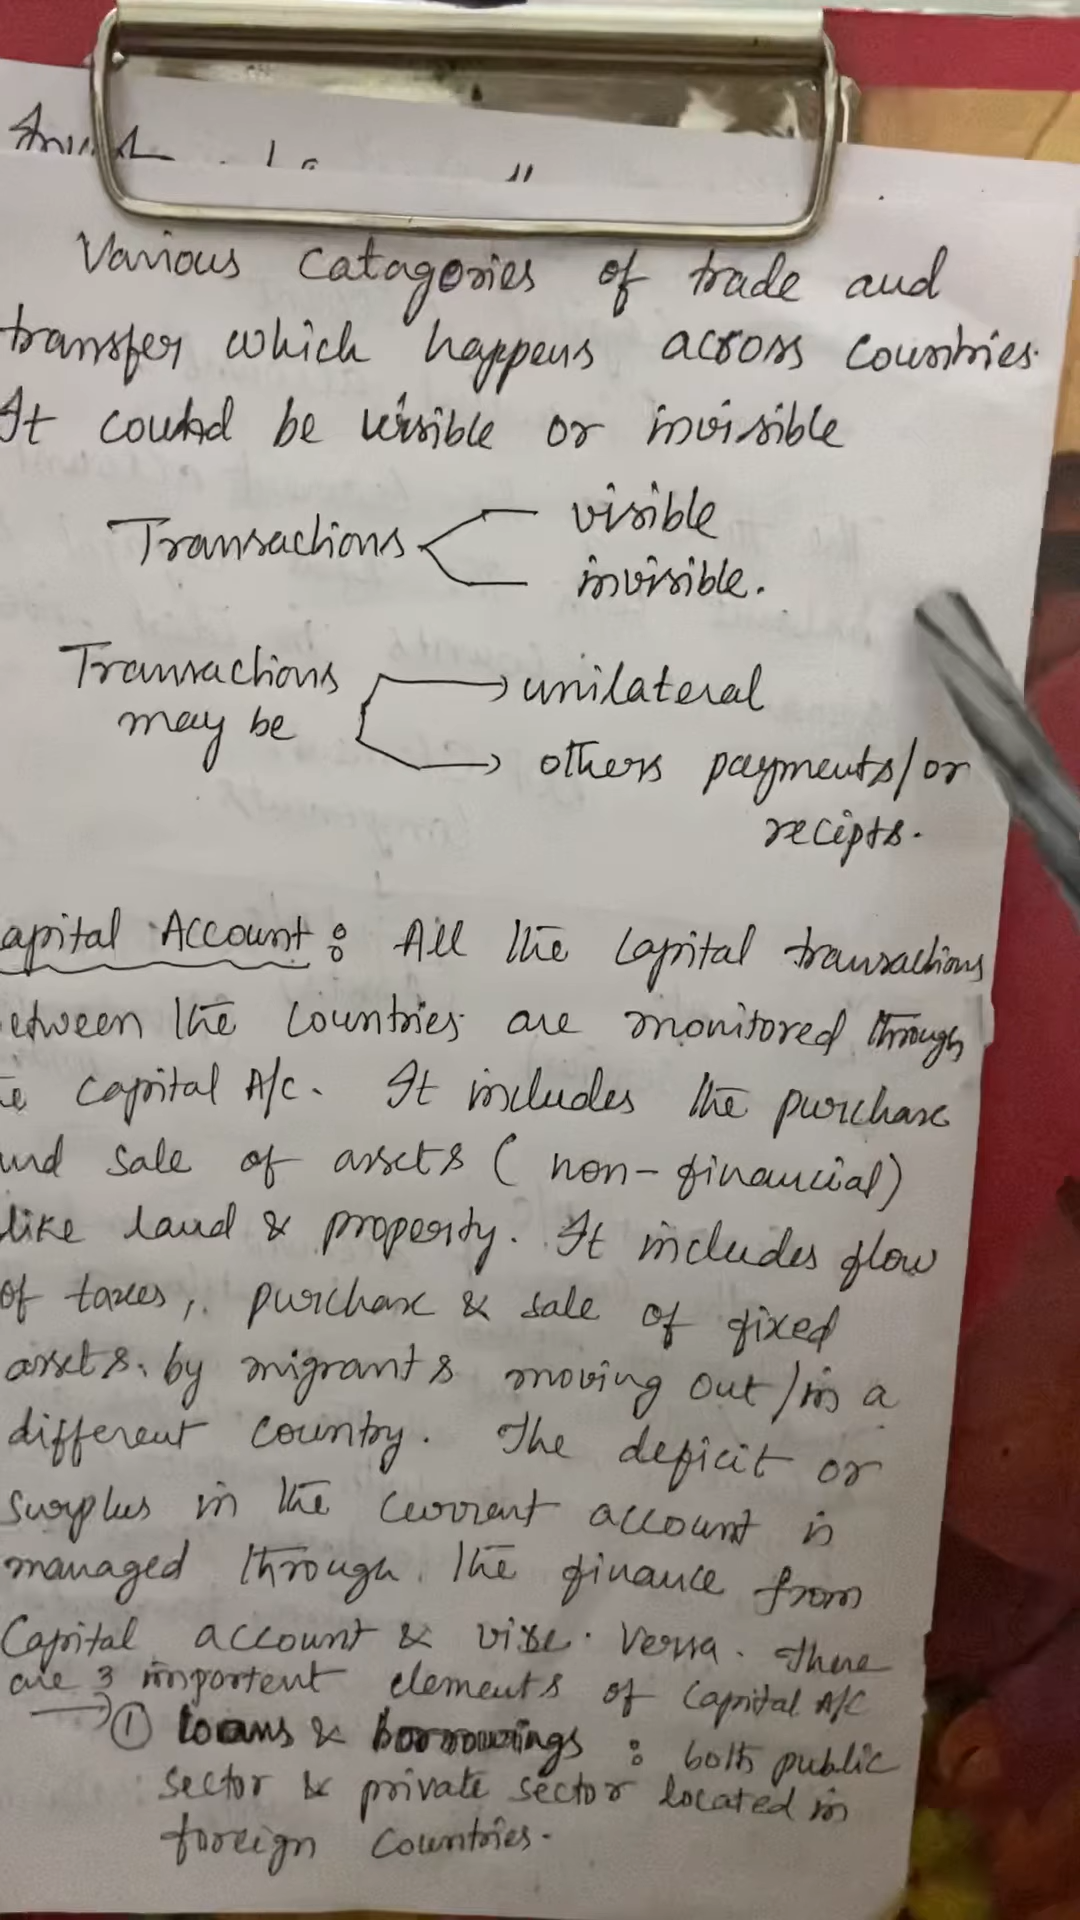 Various Catagories of trade and
transfer which happens across Countries.
It could be visible or invisible
Transactions visible
invisible.
Transactions unilateral
may be
others payments/or
recipts.
apital Account : All the Capital transactions
etween the Countries are monitored through
e Capital A/c. It includes the purchase
und sale of assets (non-financial)
like land & property. It includes flow
of taxes, purchase & sale of fixed
assets by migrants moving out/in a
different country. The deficit or
surplus in the current account is
managed through the finance from
Capital account & vise. Versa. There
are 3 importent elements of Capital A/C
① loans & borrowings : both public
sector & private sector located in
foreign Countries.